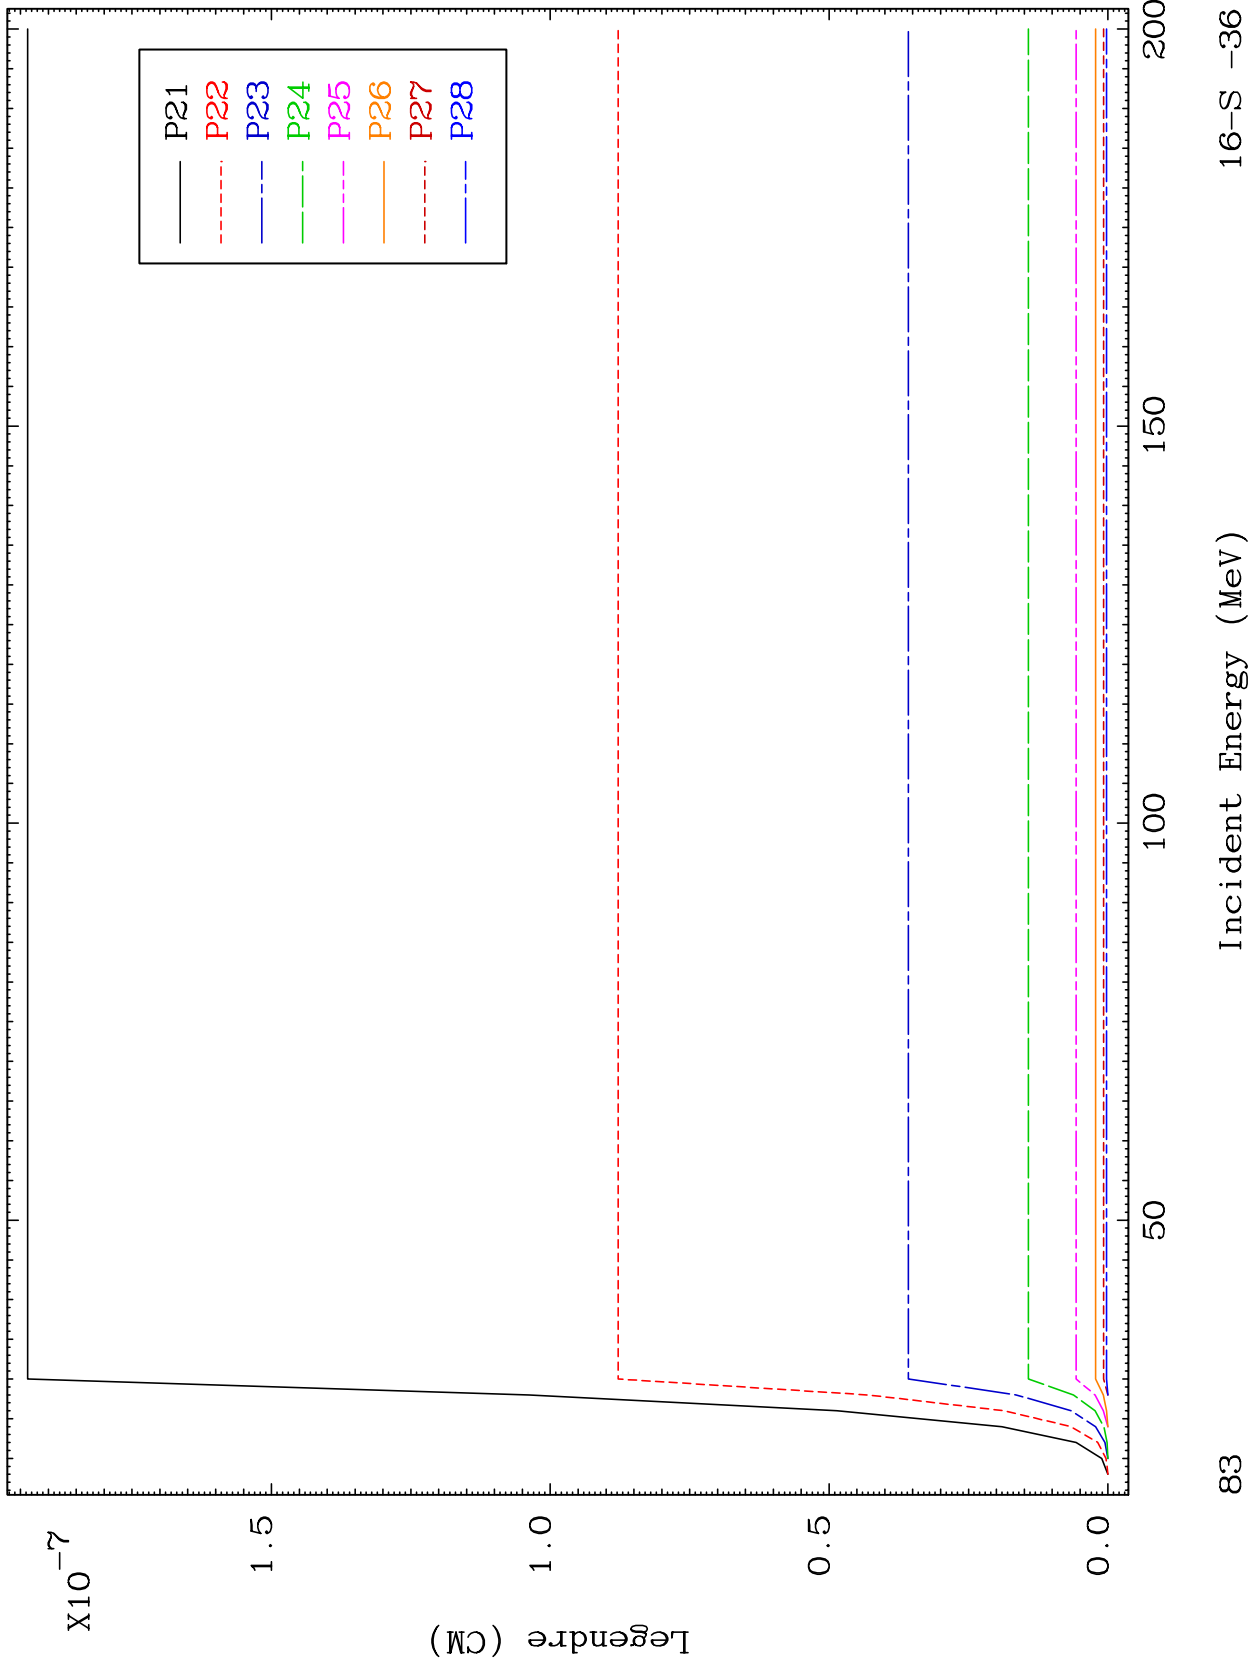 X10-7
Legendre (CM)
1.5
1.0
0.5
0.0
P21
P22
P23
P24
P25
P26
P27
P28
50
100
150
200
83
Incident Energy (MeV)
16-S -36